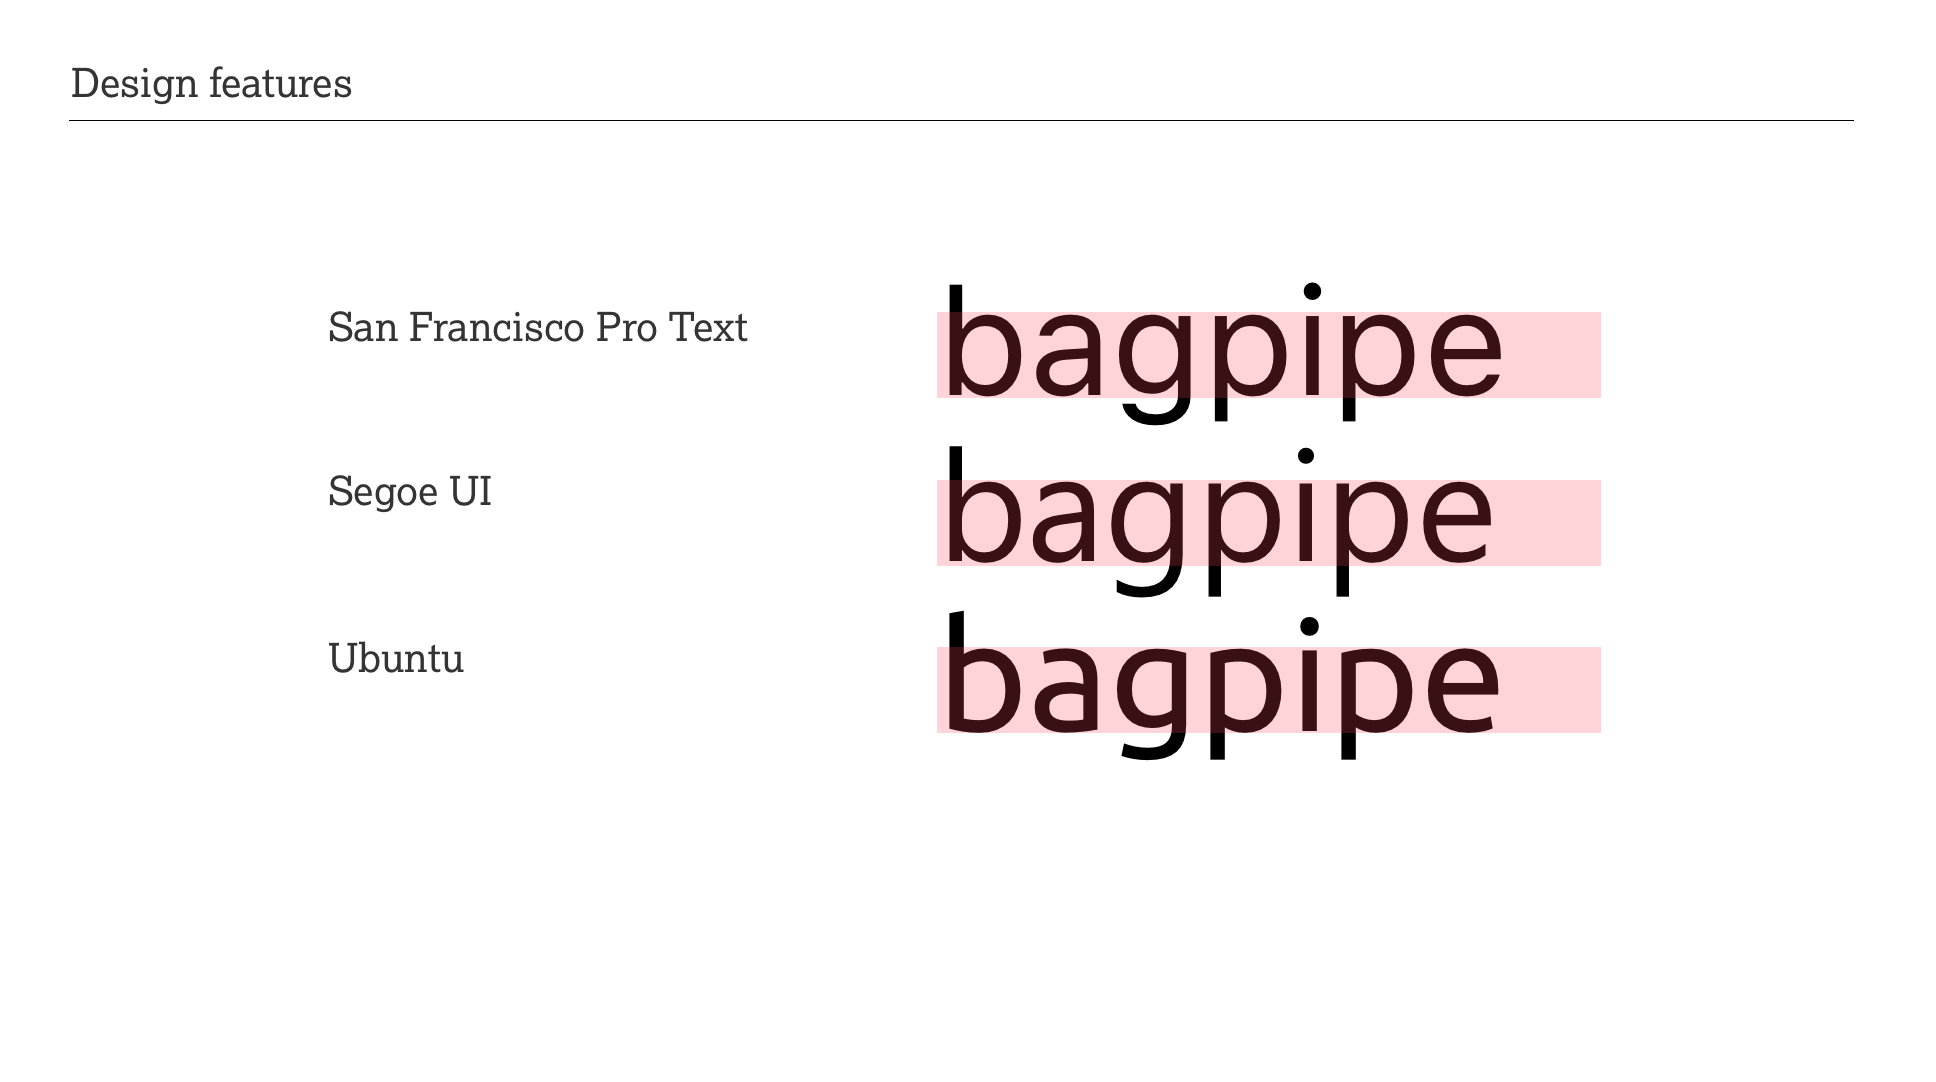 Design features
San Francisco Pro Text
bagpipe
Segoe UI
bagpipe
Ubuntu
bagpipe